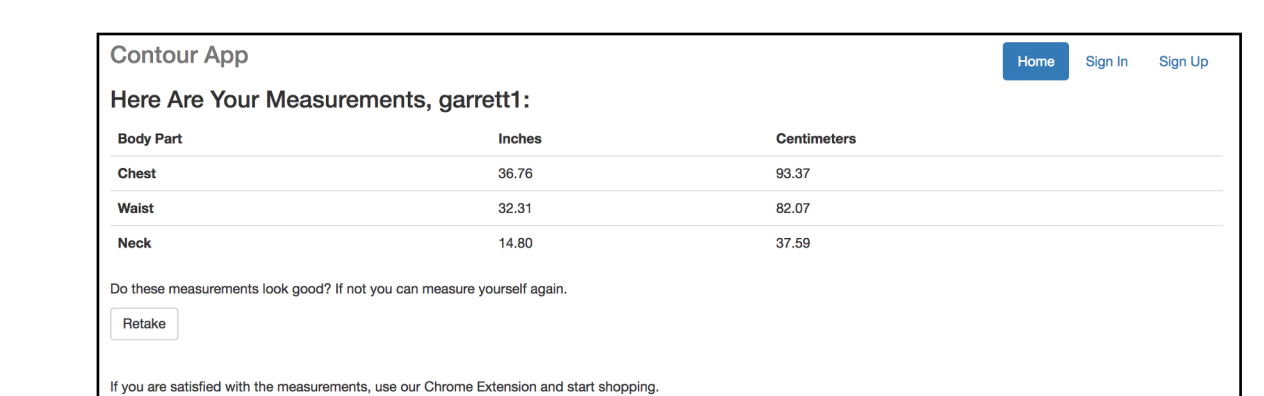 Contour App
Home Sign In Sign Up
Here Are Your Measurements, garrett1:
Body Part Inches Centimeters
Chest 36.76 93.37
Waist 32.31 82.07
Neck 14.80 37.59
Do these measurements look good? If not you can measure yourself again.
Retake
If you are satisfied with the measurements, use our Chrome Extension and start shopping.